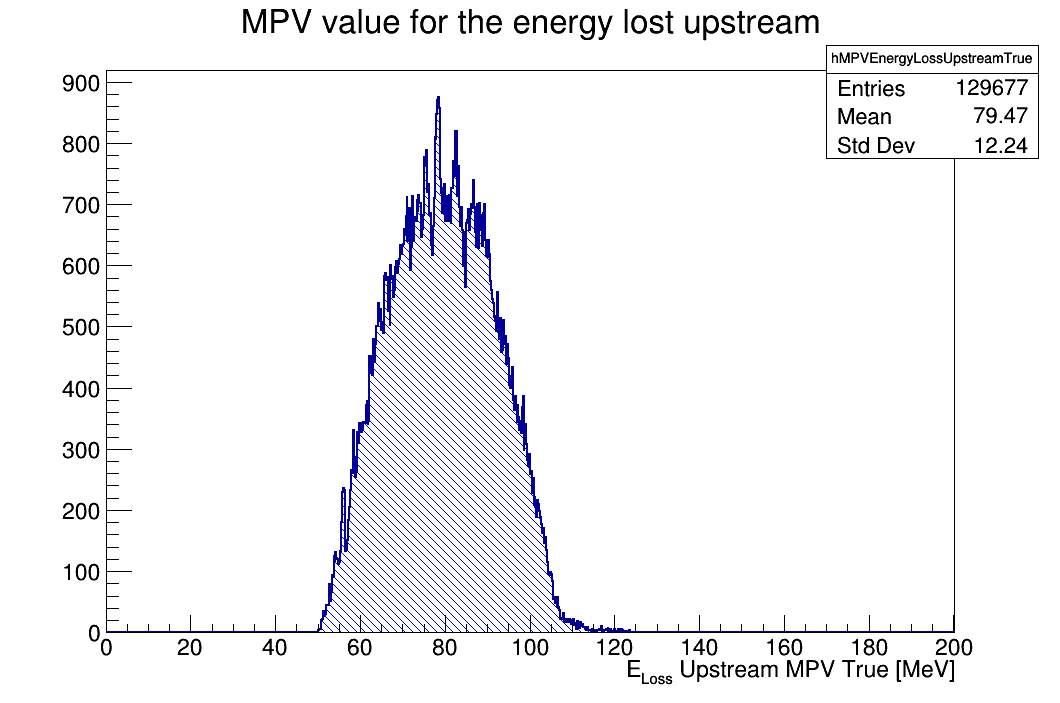 MPV value for the energy lost upstream
hMPVEnergyLossUpstreamTrue
Entries 129677
Mean 79.47
Std Dev 12.24
900
800
700
600
500
400
300
200
100
0
0 20 40 60 80 100 120 140 160 180 200
E_Loss Upstream MPV True [MeV]